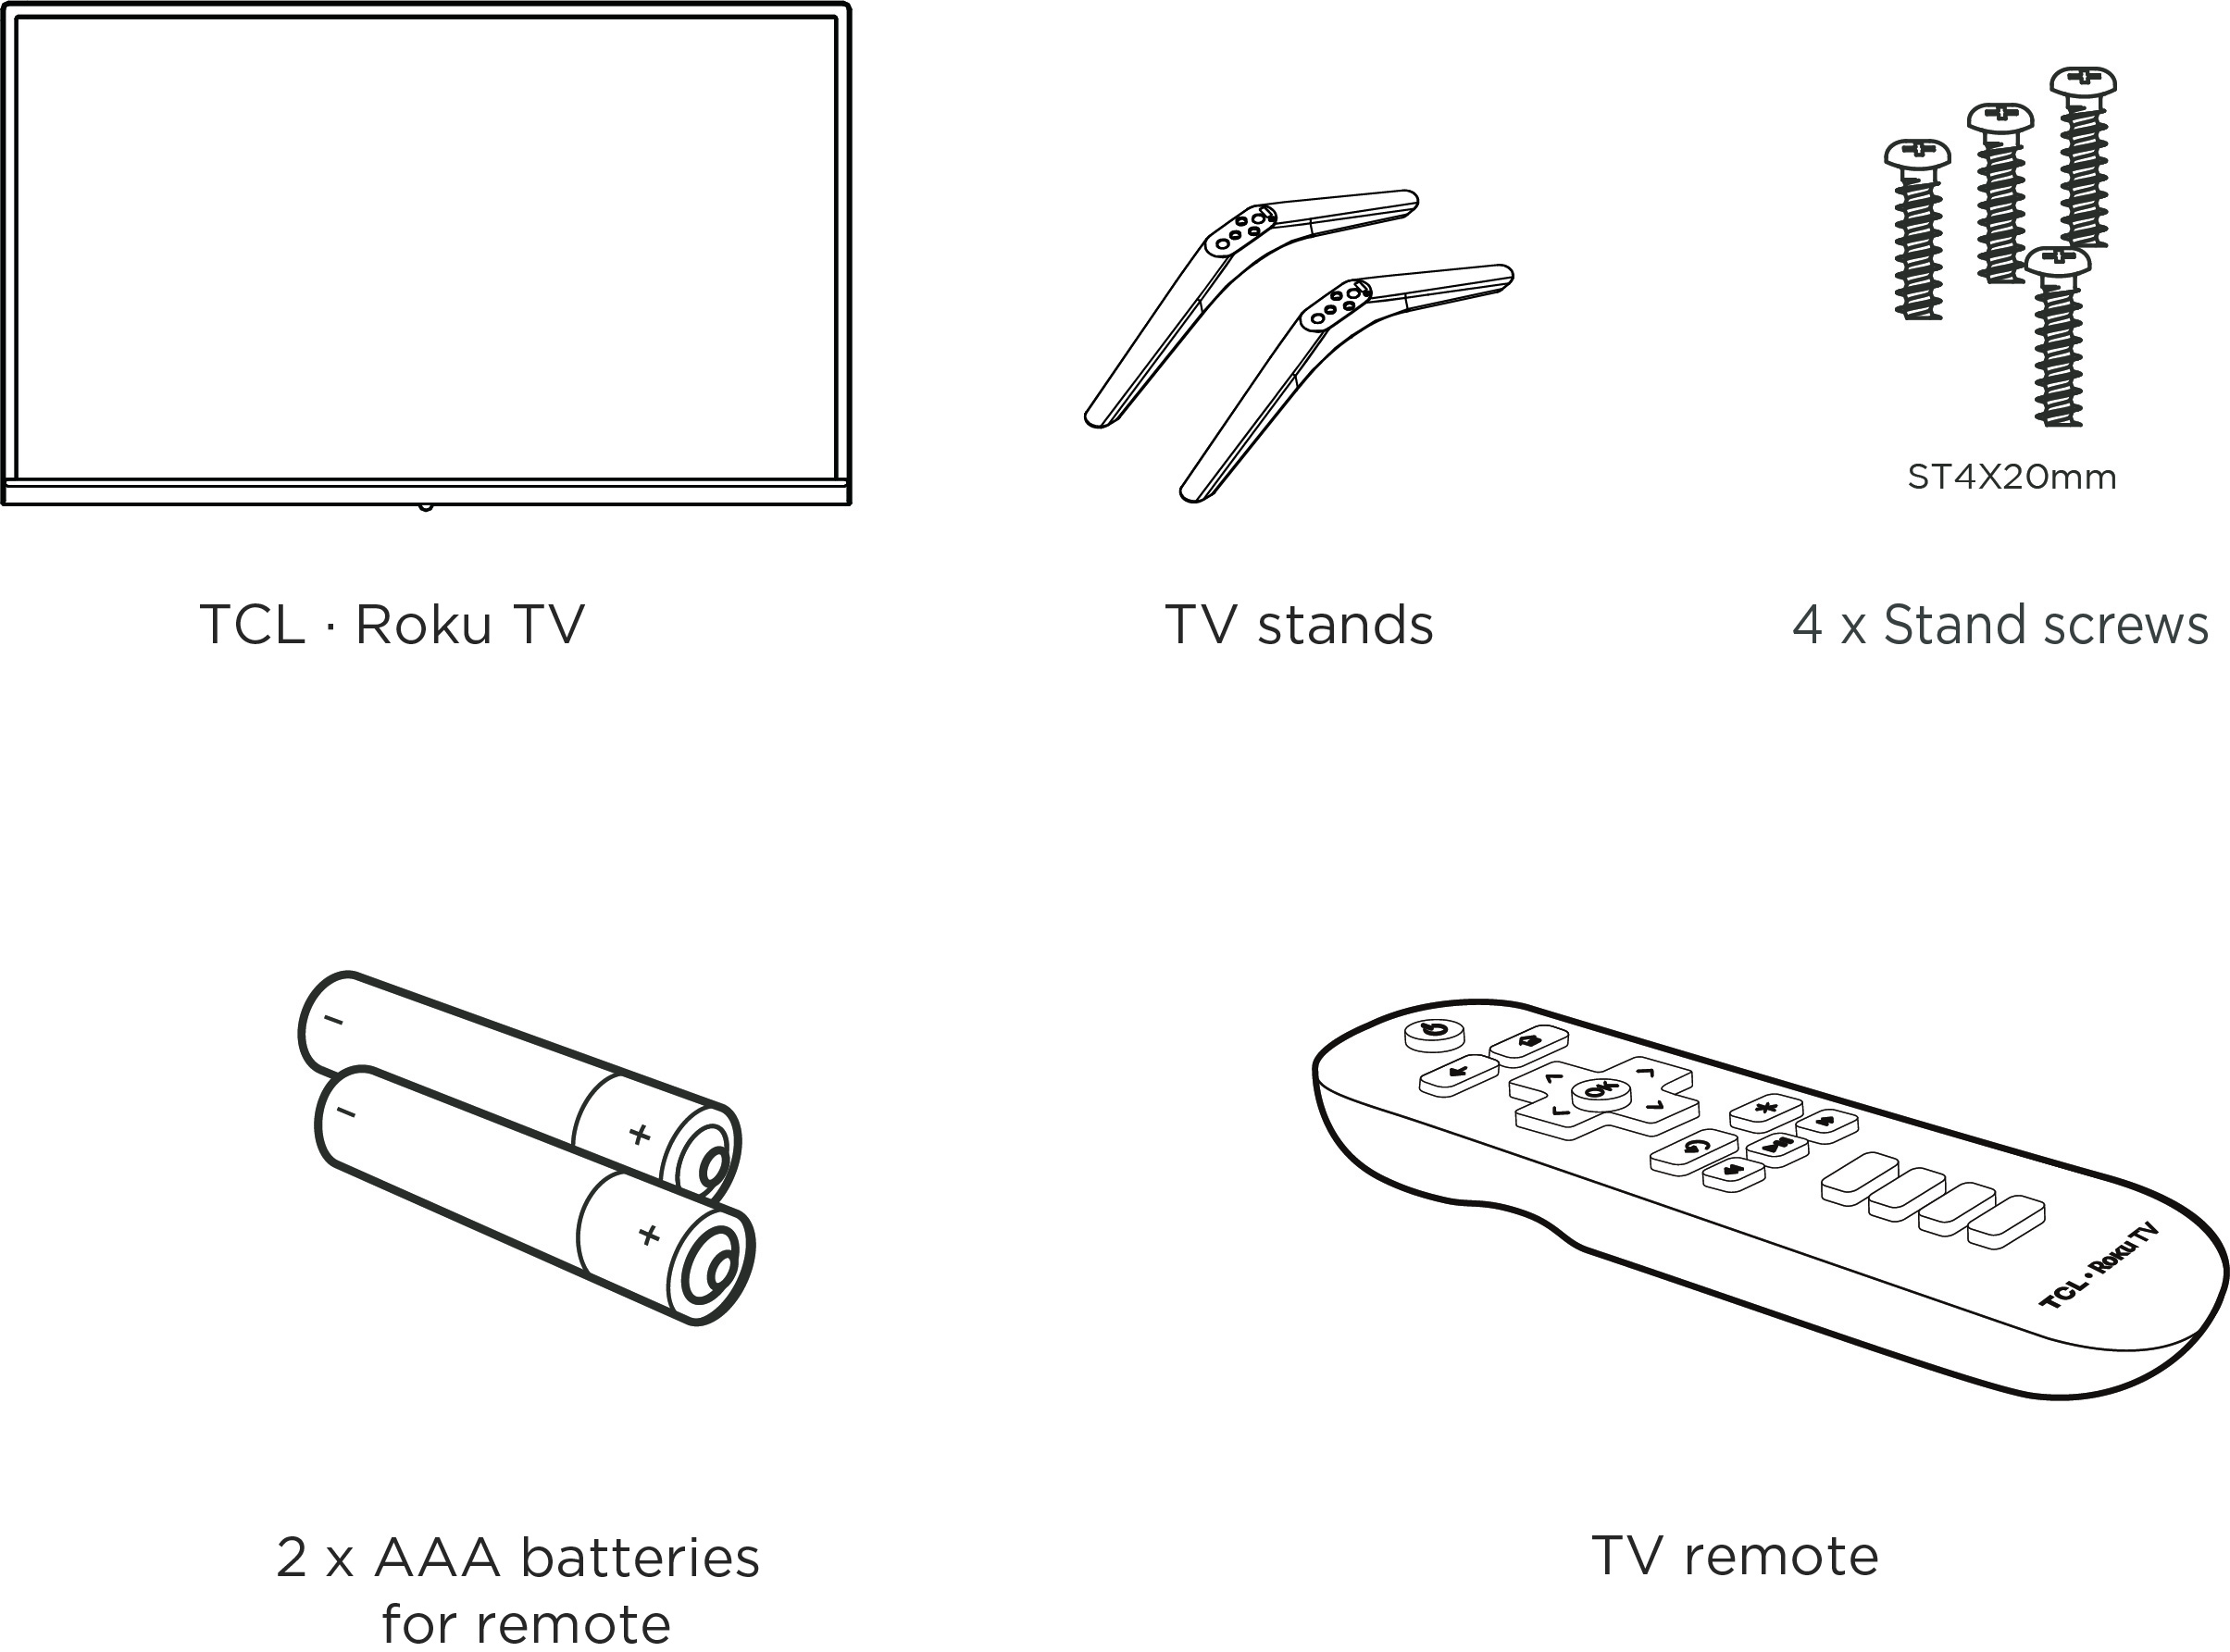 ST4X20mm
TCL · Roku TV
TV stands
4 x Stand screws
– +
– +
OK
*
TCL • Roku TV
2 x AAA batteries
for remote
TV remote